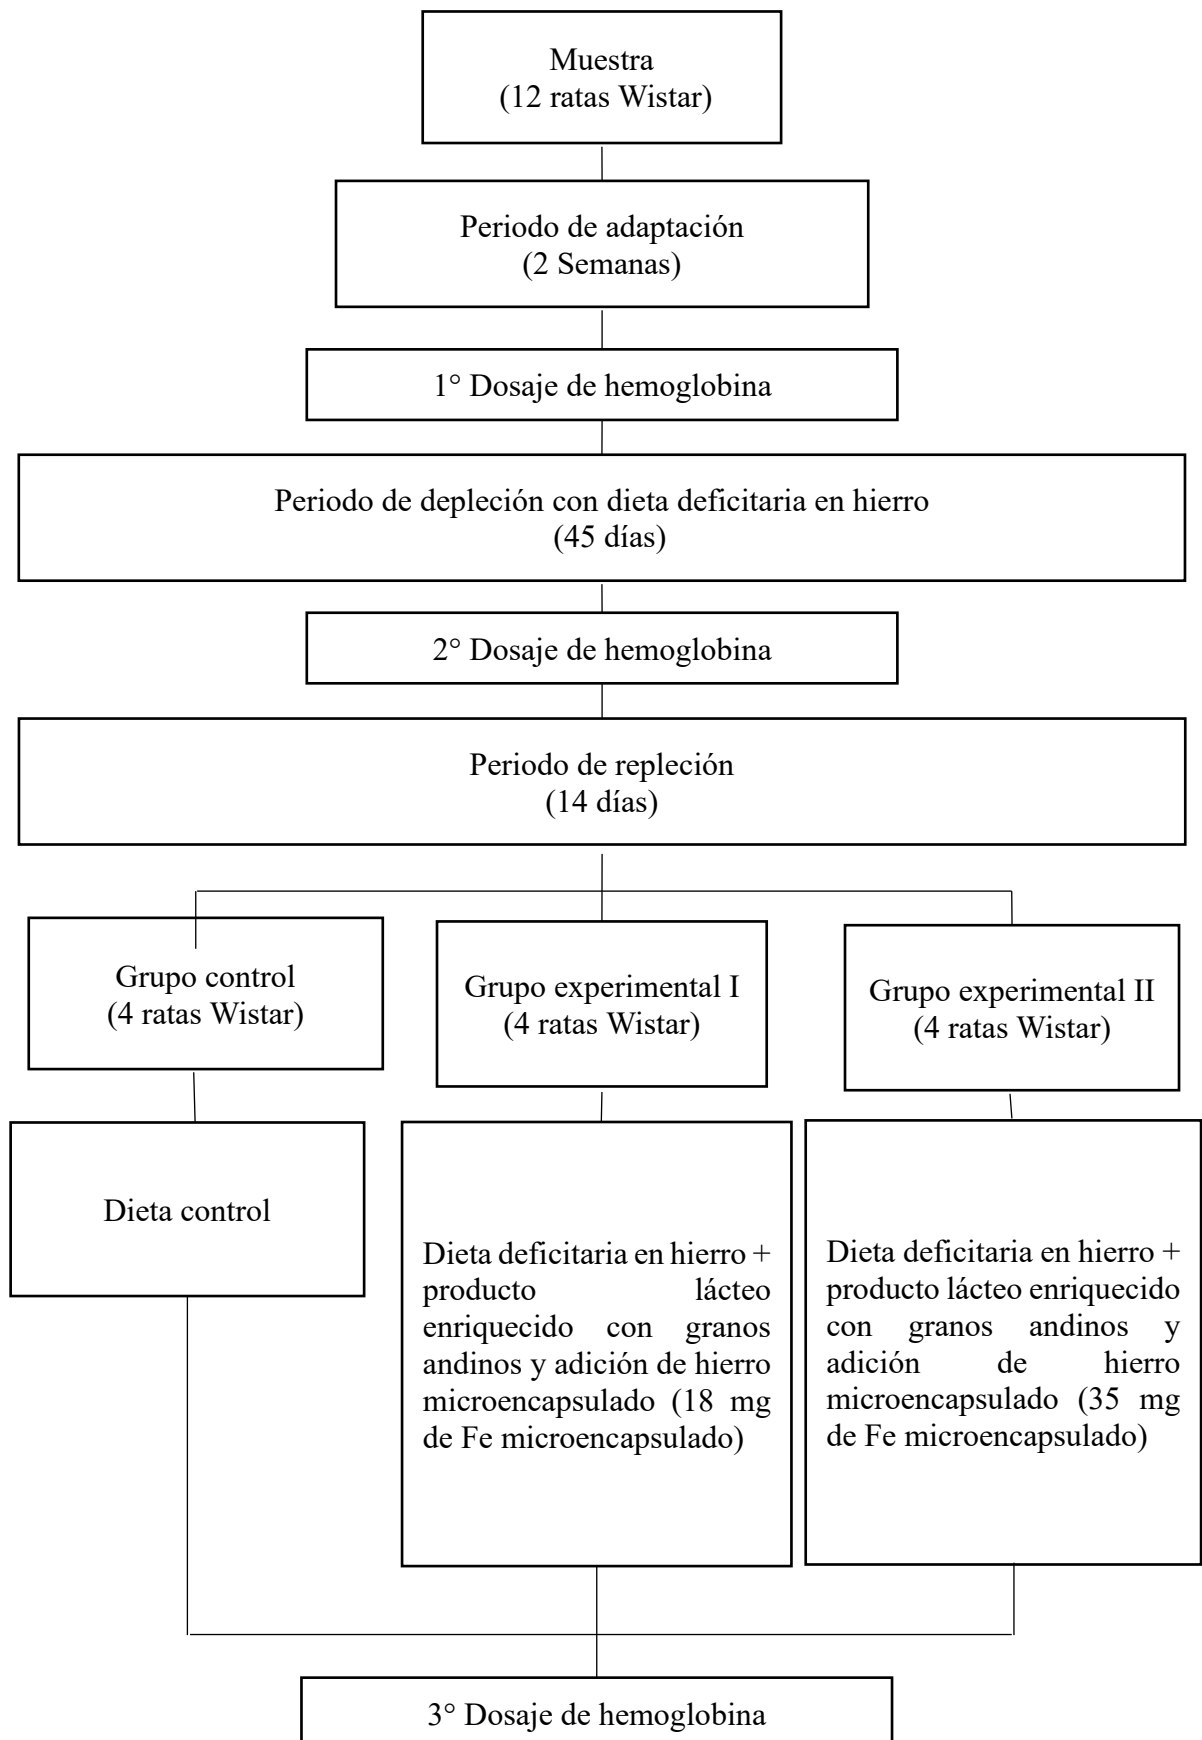 Muestra
(12 ratas Wistar)
Periodo de adaptación
(2 Semanas)
1° Dosaje de hemoglobina
Periodo de depleción con dieta deficitaria en hierro
(45 días)
2° Dosaje de hemoglobina
Periodo de repleción
(14 días)
Grupo control
(4 ratas Wistar)
Grupo experimental I
(4 ratas Wistar)
Grupo experimental II
(4 ratas Wistar)
Dieta control
Dieta deficitaria en hierro +
producto lácteo
enriquecido con granos
andinos y adición de hierro
microencapsulado (18 mg
de Fe microencapsulado)
Dieta deficitaria en hierro +
producto lácteo enriquecido
con granos andinos y
adición de hierro
microencapsulado (35 mg
de Fe microencapsulado)
3° Dosaje de hemoglobina